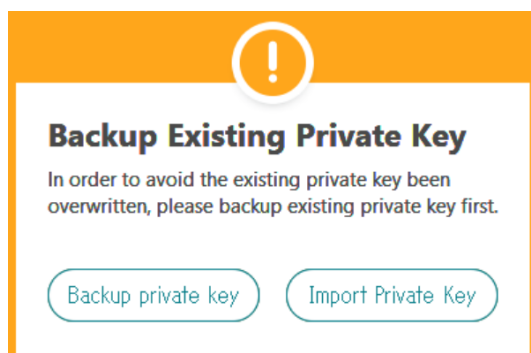 Backup Existing Private Key
In order to avoid the existing private key been
overwritten, please backup existing private key first.
Backup private key
Import Private Key